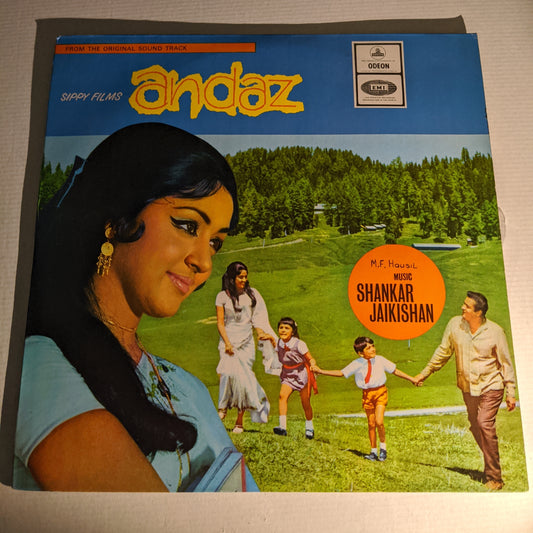 FROM THE ORIGINAL SOUND TRACK
SIPPY FILMS
andaz
ODEON
EMI
M.F. Hausil
MUSIC
SHANKAR
JAIKISHAN